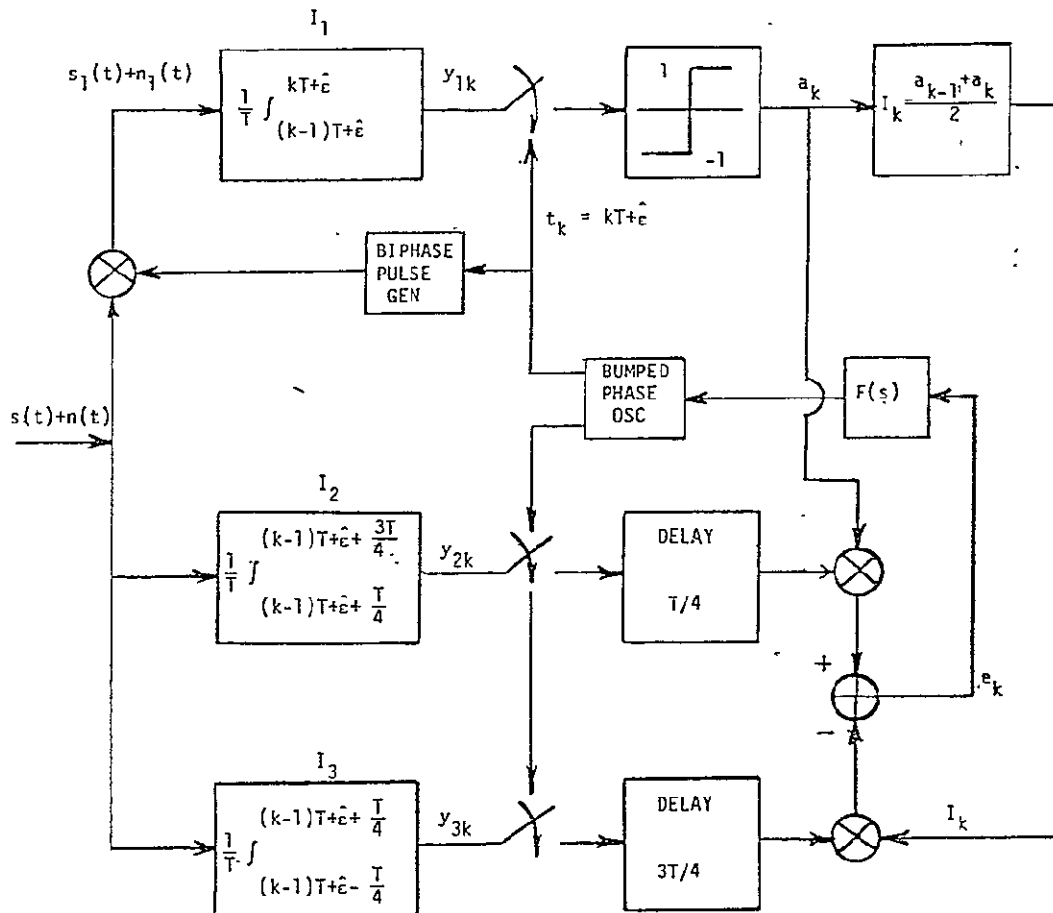 I₁
s₁(t)+n₁(t)
1/T ∫ kT+ε̂
(k-1)T+ε̂
y₁ₖ
1
-1
aₖ
Iₖ = (aₖ₋₁+aₖ)/2
tₖ = kT+ε̂
BIPHASE
PULSE
GEN
BUMPED
PHASE
OSC
F(s)
s(t)+n(t)
I₂
1/T ∫ (k-1)T+ε̂+ 3T/4
(k-1)T+ε̂+ T/4
y₂ₖ
DELAY
T/4
+
eₖ
-
I₃
1/T ∫ (k-1)T+ε̂+ T/4
(k-1)T+ε̂- T/4
y₃ₖ
DELAY
3T/4
Iₖ